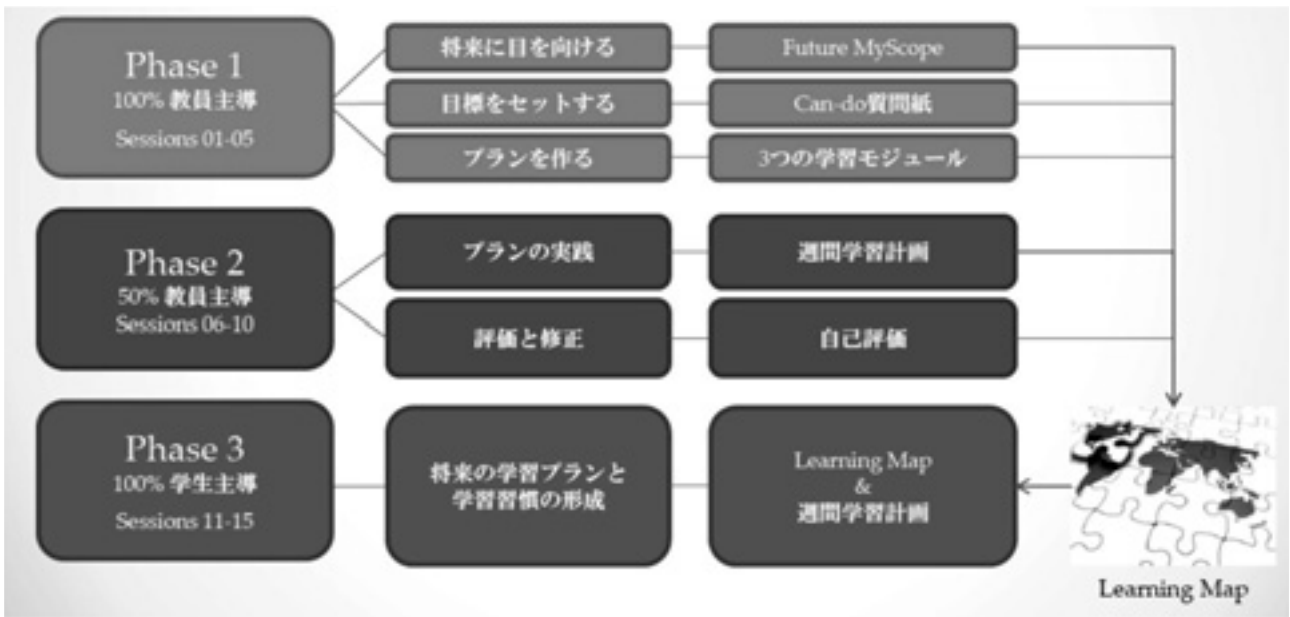 Phase 1
100% 教員主導
Sessions 01-05
将来に目を向ける
Future MyScope
目標をセットする
Can-do質問紙
プランを作る
3つの学習モジュール
Phase 2
50% 教員主導
Sessions 06-10
プランの実践
週間学習計画
評価と修正
自己評価
Phase 3
100% 学生主導
Sessions 11-15
将来の学習プランと
学習習慣の形成
Learning Map
&
週間学習計画
Learning Map